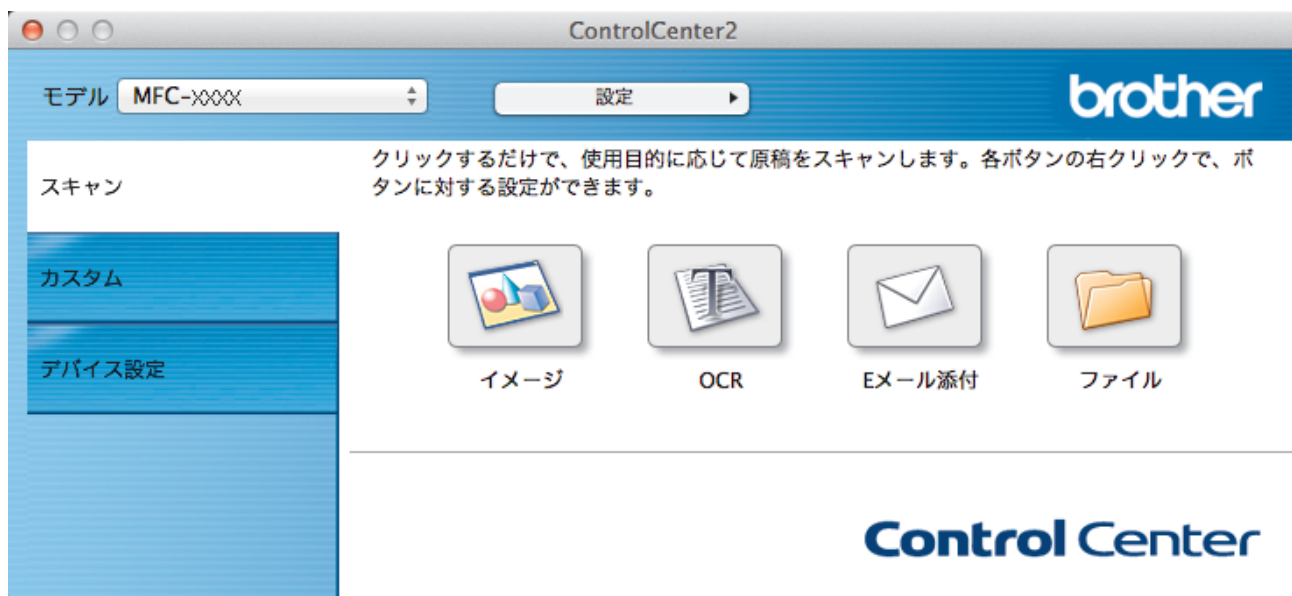 ControlCenter2
モデル MFC-XXXX 設定 brother
スキャン
クリックするだけで、使用目的に応じて原稿をスキャンします。各ボタンの右クリックで、ボ
タンに対する設定ができます。
カスタム
デバイス設定
T
イメージ OCR Eメール添付 ファイル
Control Center